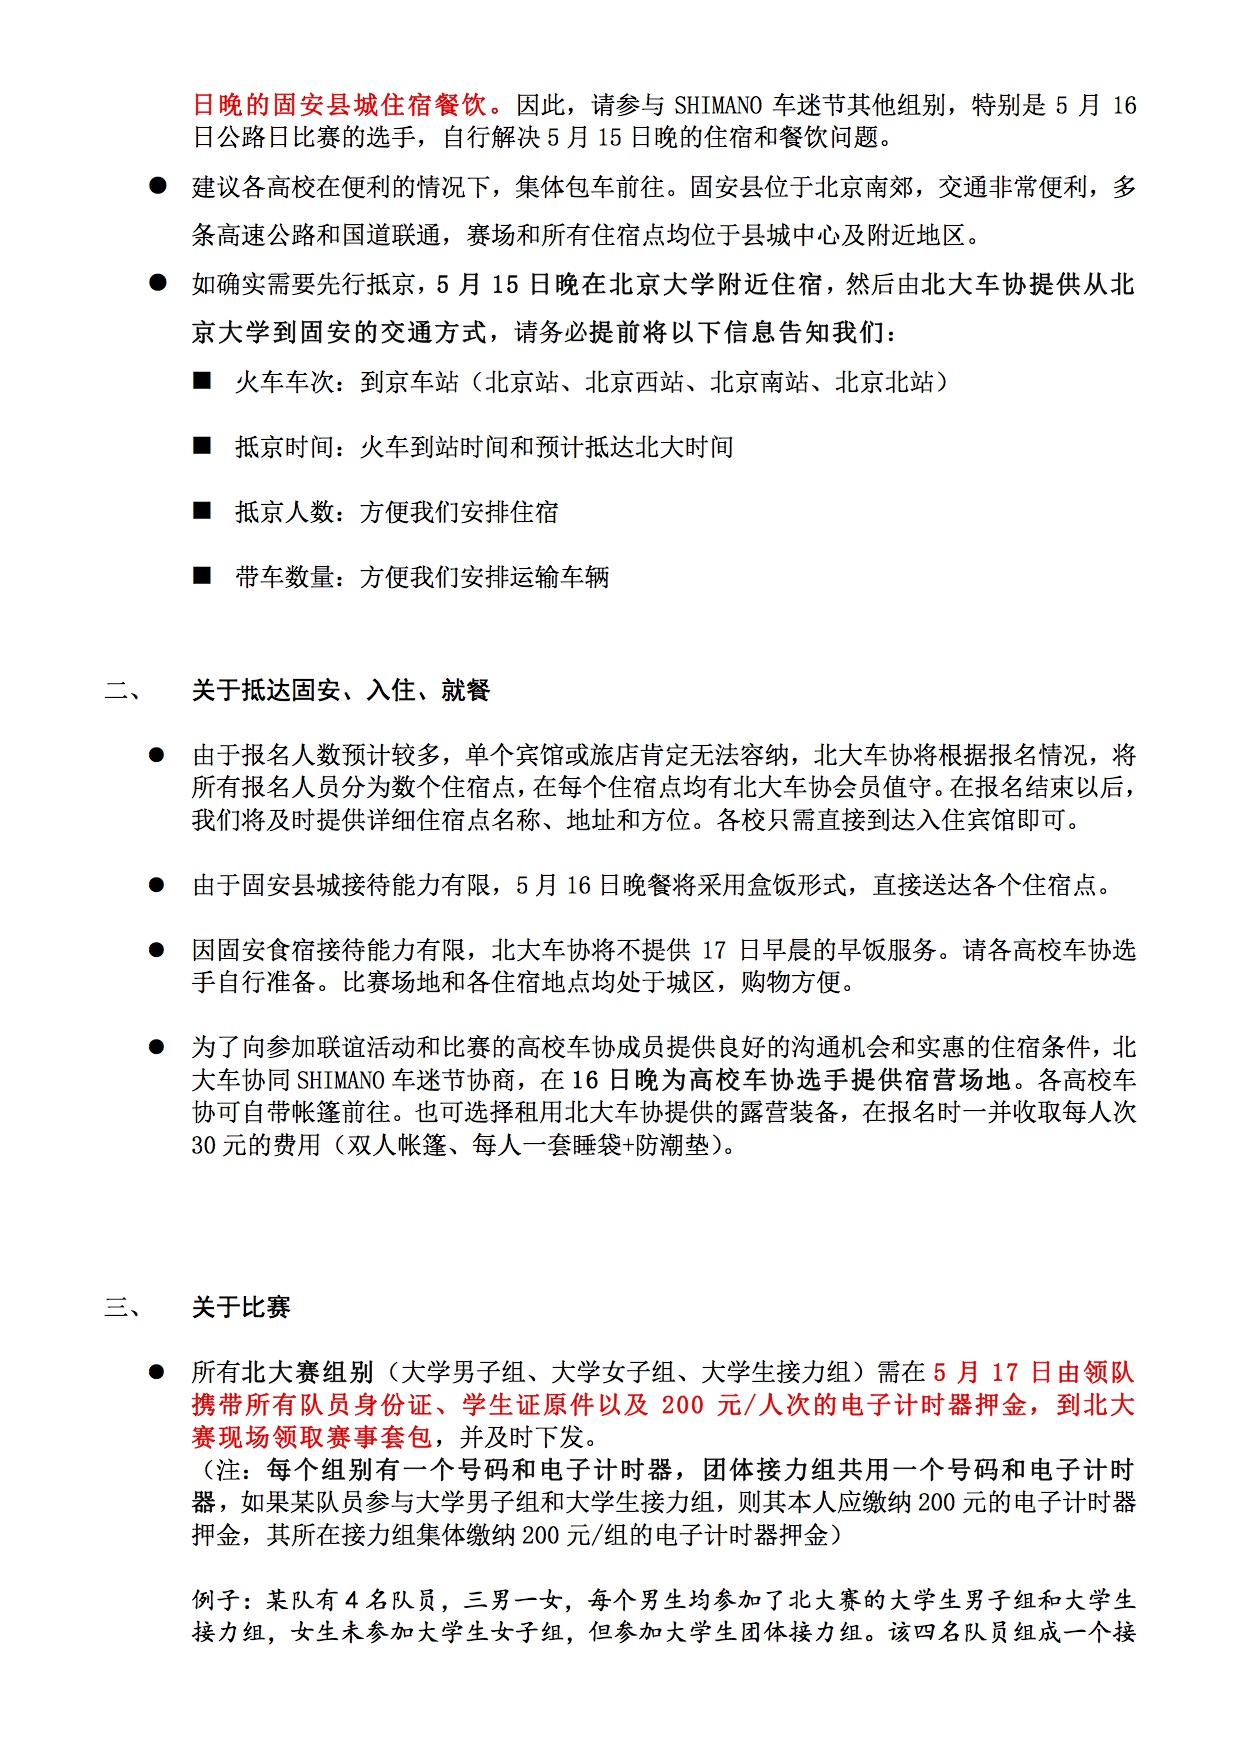 日晚的固安县城住宿餐饮。因此，请参与 SHIMANO 车迷节其他组别，特别是 5 月 16
日公路日比赛的选手，自行解决 5 月 15 日晚的住宿和餐饮问题。
● 建议各高校在便利的情况下，集体包车前往。固安县位于北京南郊，交通非常便利，多
条高速公路和国道联通，赛场和所有住宿点均位于县城中心及附近地区。
● 如确实需要先行抵京，5 月 15 日晚在北京大学附近住宿，然后由北大车协提供从北
京大学到固安的交通方式，请务必提前将以下信息告知我们：
■ 火车车次：到京车站（北京站、北京西站、北京南站、北京北站）
■ 抵京时间：火车到站时间和预计抵达北大时间
■ 抵京人数：方便我们安排住宿
■ 带车数量：方便我们安排运输车辆
二、 关于抵达固安、入住、就餐
● 由于报名人数预计较多，单个宾馆或旅店肯定无法容纳，北大车协将根据报名情况，将
所有报名人员分为数个住宿点，在每个住宿点均有北大车协会员值守。在报名结束以后，
我们将及时提供详细住宿点名称、地址和方位。各校只需直接到达入住宾馆即可。
● 由于固安县城接待能力有限，5 月 16 日晚餐将采用盒饭形式，直接送达各个住宿点。
● 因固安食宿接待能力有限，北大车协将不提供 17 日早晨的早饭服务。请各高校车协选
手自行准备。比赛场地和各住宿地点均处于城区，购物方便。
● 为了向参加联谊活动和比赛的高校车协成员提供良好的沟通机会和实惠的住宿条件，北
大车协同 SHIMANO 车迷节协商，在 16 日晚为高校车协选手提供宿营场地。各高校车
协可自带帐篷前往。也可选择租用北大车协提供的露营装备，在报名时一并收取每人次
30 元的费用（双人帐篷、每人一套睡袋+防潮垫）。
三、 关于比赛
● 所有北大赛组别（大学男子组、大学女子组、大学生接力组）需在 5 月 17 日由领队
携带所有队员身份证、学生证原件以及 200 元/人次的电子计时器押金，到北大
赛现场领取赛事套包，并及时下发。
（注：每个组别有一个号码和电子计时器，团体接力组共用一个号码和电子计时
器，如果某队员参与大学男子组和大学生接力组，则其本人应缴纳 200 元的电子计时器
押金，其所在接力组集体缴纳 200 元/组的电子计时器押金）
例子：某队有 4 名队员，三男一女，每个男生均参加了北大赛的大学生男子组和大学生
接力组，女生未参加大学生女子组，但参加大学生团体接力组。该四名队员组成一个接